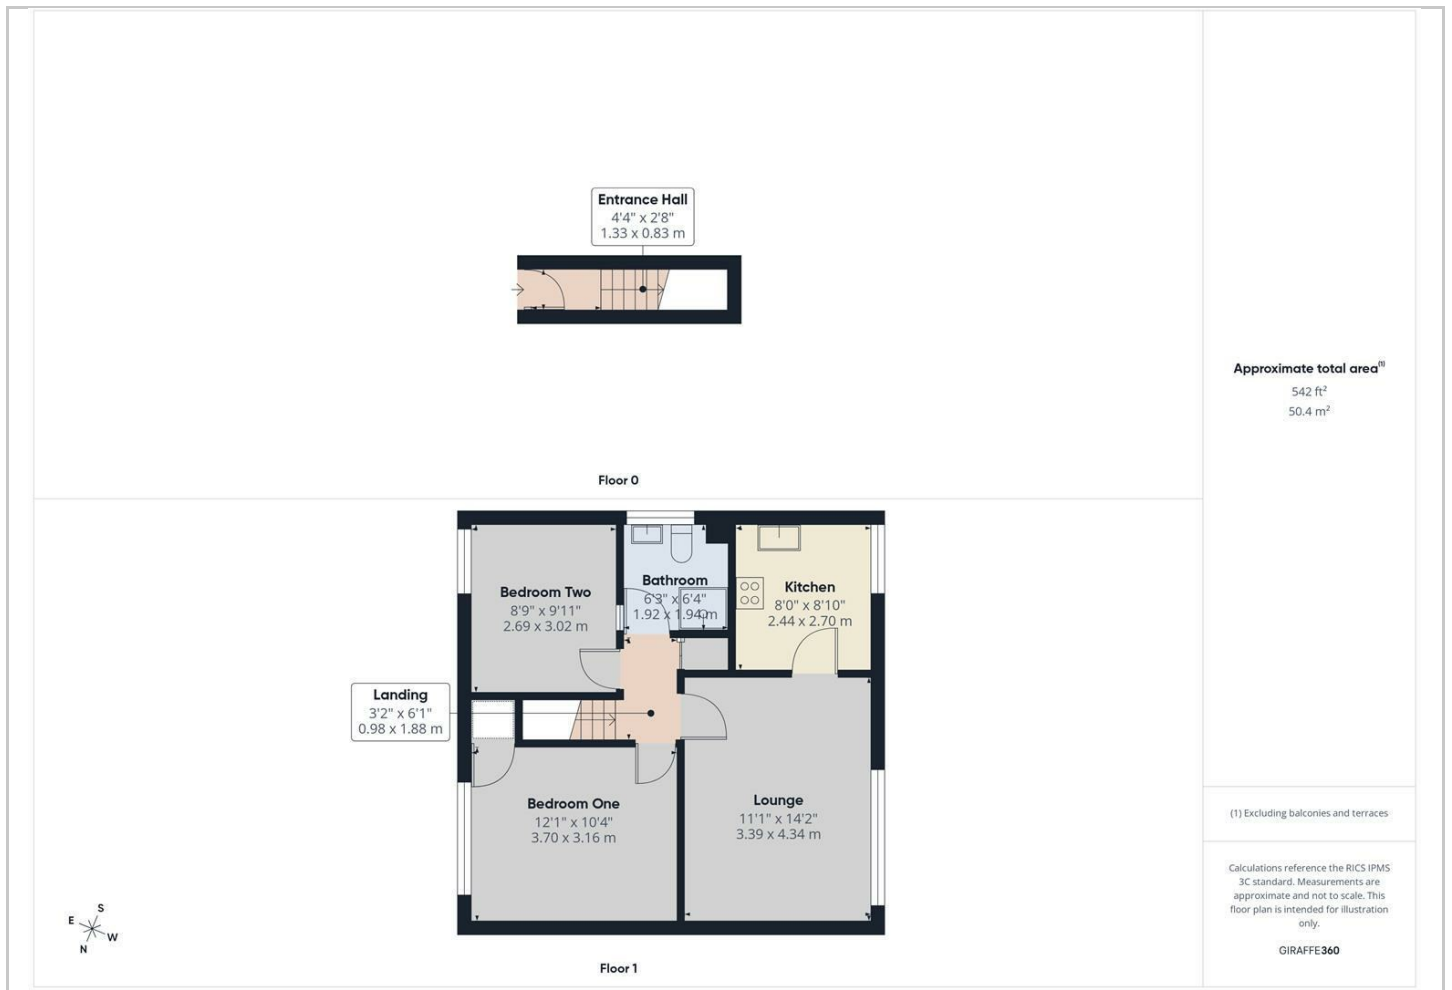 Entrance Hall
4'4" x 2'8"
1.33 x 0.83 m
Floor 0
Approximate total area(1)
542 ft²
50.4 m²
Bedroom Two
8'9" x 9'11"
2.69 x 3.02 m
Bathroom
6'3" x 6'4"
1.92 x 1.94 m
Kitchen
8'0" x 8'10"
2.44 x 2.70 m
Landing
3'2" x 6'1"
0.98 x 1.88 m
Bedroom One
12'1" x 10'4"
3.70 x 3.16 m
Lounge
11'1" x 14'2"
3.39 x 4.34 m
S
E
W
N
Floor 1
(1) Excluding balconies and terraces
Calculations reference the RICS IPMS
3C standard. Measurements are
approximate and not to scale. This
floor plan is intended for illustration
only.
GIRAFFE360